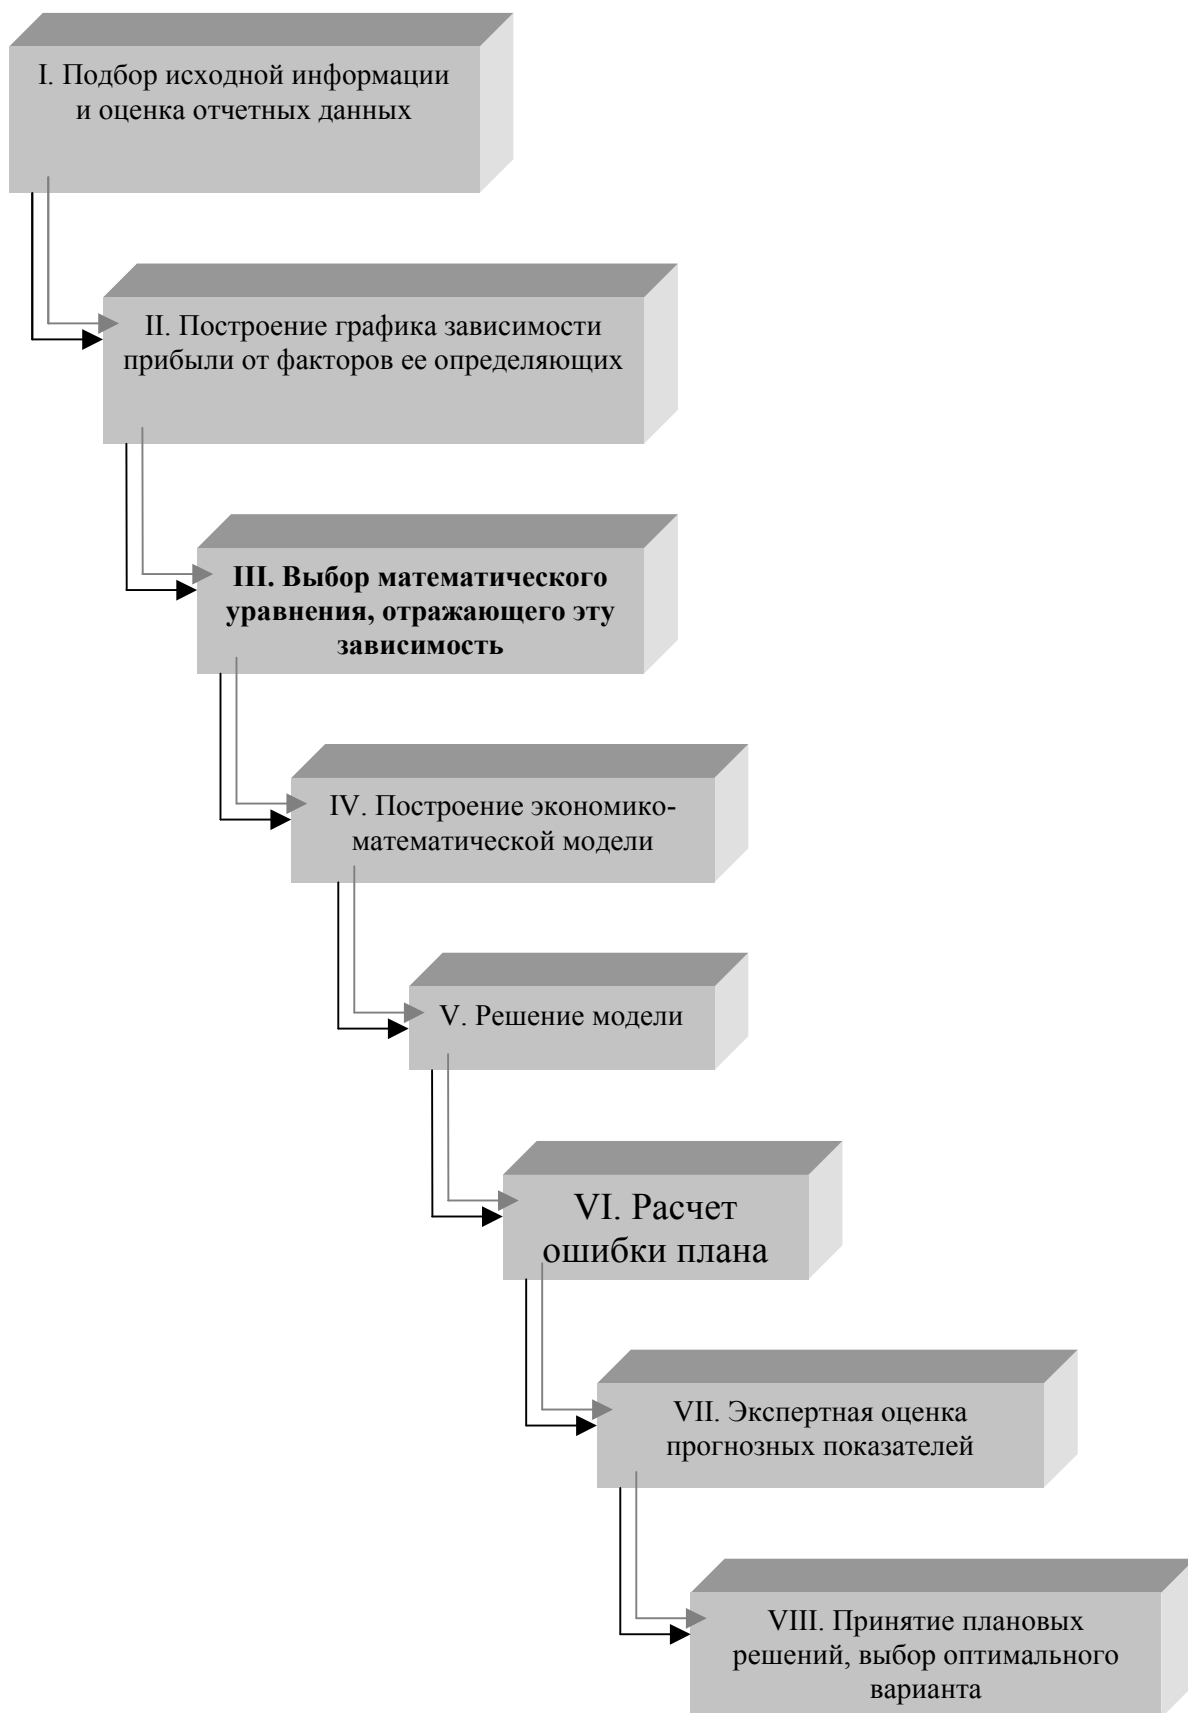 I. Подбор исходной информации
и оценка отчетных данных
II. Построение графика зависимости
прибыли от факторов ее определяющих
III. Выбор математического
уравнения, отражающего эту
зависимость
IV. Построение экономико-
математической модели
V. Решение модели
VI. Расчет
ошибки плана
VII. Экспертная оценка
прогнозных показателей
VIII. Принятие плановых
решений, выбор оптимального
варианта